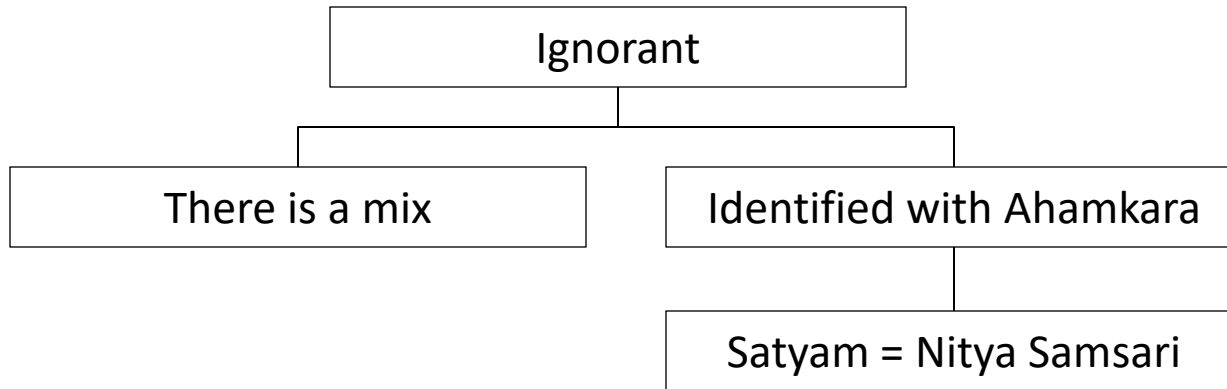 Ignorant
There is a mix
Identified with Ahamkara
Satyam = Nitya Samsari